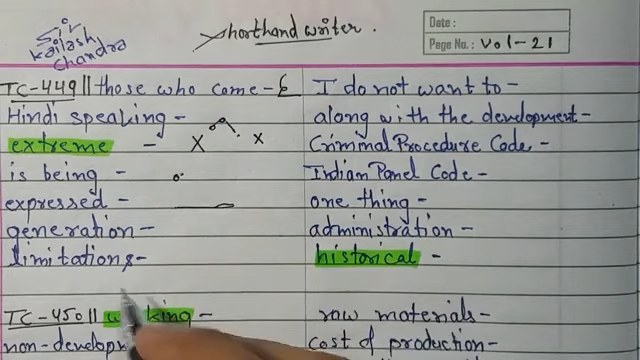 Sir
Kailash
Chandra
Shorthand writer.
Date:
Page No.: Vol-21
TC-449|| those who come -
Hindi speaking -
extreme -
is being -
expressed -
generation -
limitations -
I do not want to -
along with the development -
Criminal Procedure Code -
Indian Panel Code -
one thing -
administration -
historical -
TC-450||
non-
raw materials -
cost of production -